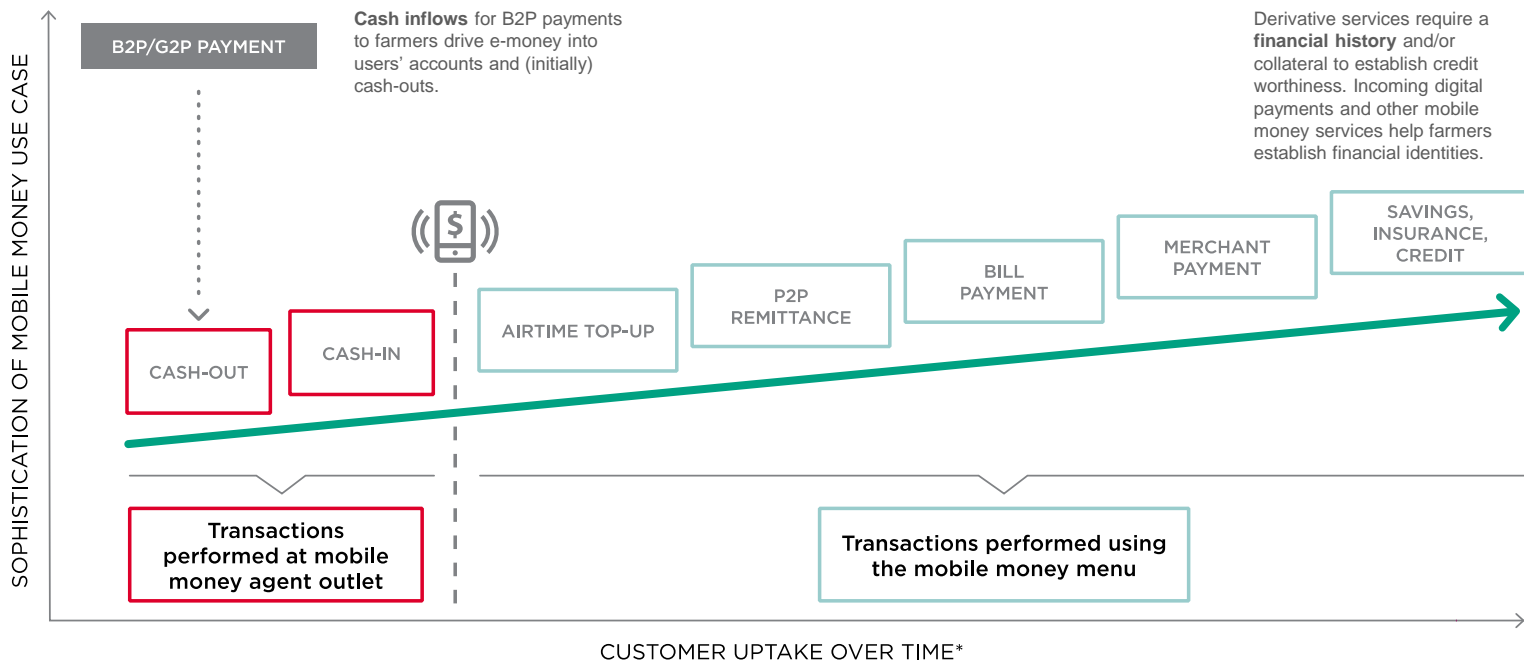 SOPHISTICATION OF MOBILE MONEY USE CASE
B2P/G2P PAYMENT
Cash inflows for B2P payments
to farmers drive e-money into
users’ accounts and (initially)
cash-outs.
Derivative services require a
financial history and/or
collateral to establish credit
worthiness. Incoming digital
payments and other mobile
money services help farmers
establish financial identities.
$
CASH-OUT
CASH-IN
AIRTIME TOP-UP
P2P
REMITTANCE
BILL
PAYMENT
MERCHANT
PAYMENT
SAVINGS,
INSURANCE,
CREDIT
Transactions
performed at mobile
money agent outlet
Transactions performed using
the mobile money menu
CUSTOMER UPTAKE OVER TIME*